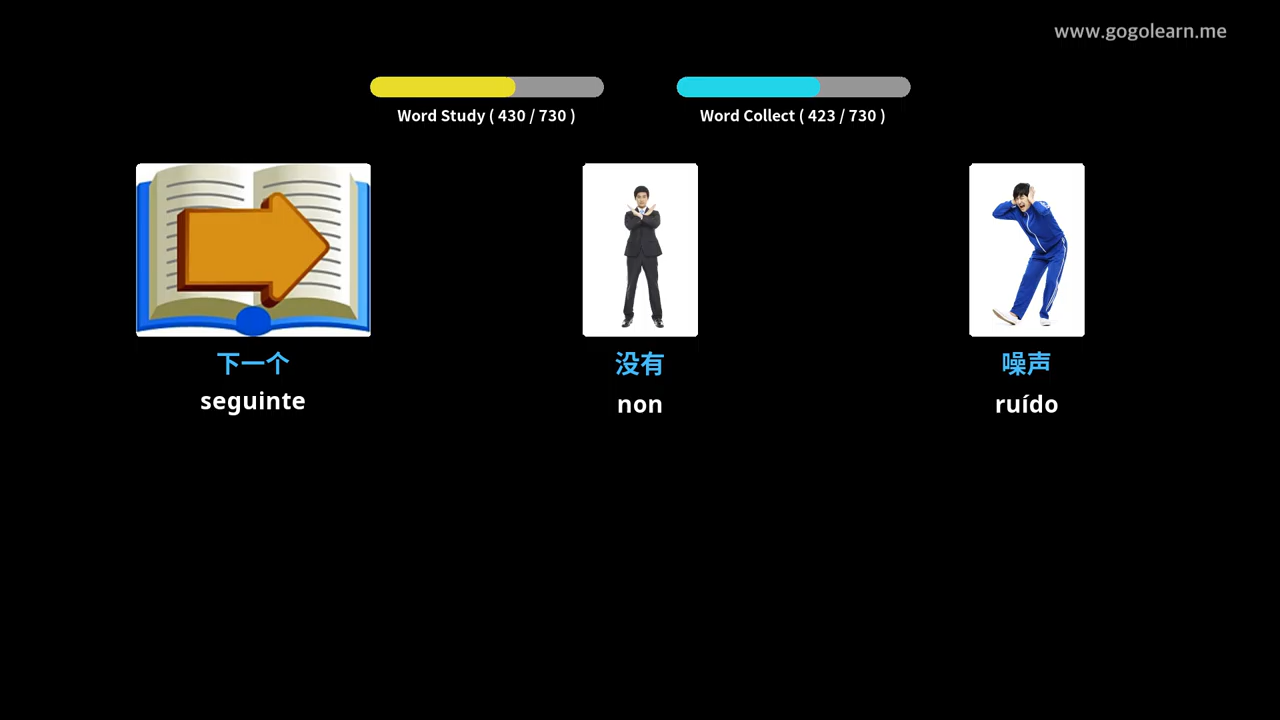 www.gogolearn.me
Word Study ( 430 / 730 )
Word Collect ( 423 / 730 )
下一个
没有
噪声
seguinte
non
ruído